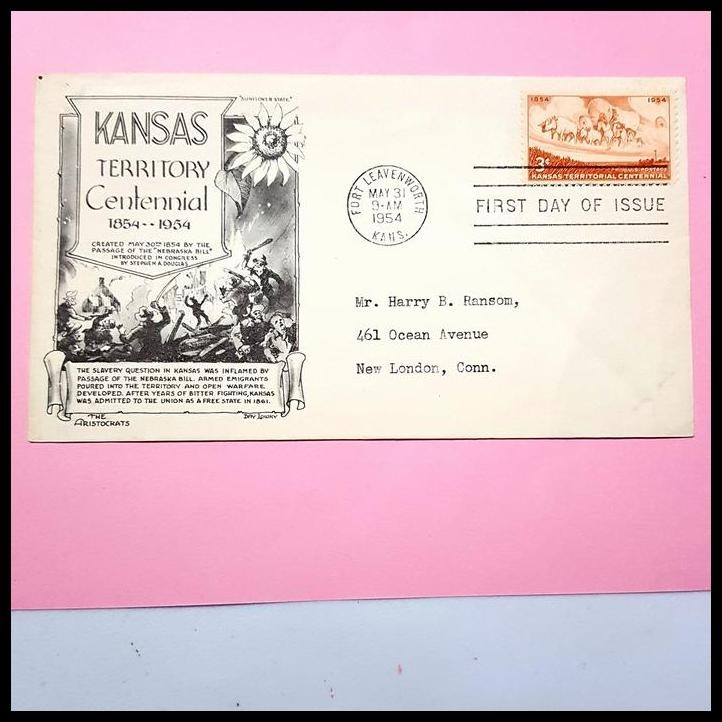 "SUNFLOWER STATE"
KANSAS
TERRITORY
Centennial
1854--1954
CREATED MAY 30TH 1854 BY THE
PASSAGE OF THE "NEBRASKA BILL"
INTRODUCED IN CONGRESS
BY STEPHEN A. DOUGLAS
THE SLAVERY QUESTION IN KANSAS WAS INFLAMED BY
PASSAGE OF THE NEBRASKA BILL. ARMED EMIGRANTS
POURED INTO THE TERRITORY AND OPEN WARFARE
DEVELOPED. AFTER YEARS OF BITTER FIGHTING, KANSAS
WAS ADMITTED TO THE UNION AS A FREE STATE IN 1861.
THE
ARISTOCRATS
DAY LOWRY
FORT LEAVENWORTH
MAY 31
9-AM
1954
KANS.
1854 1954
3¢ U.S. POSTAGE
KANSAS TERRITORIAL CENTENNIAL
FIRST DAY OF ISSUE
Mr. Harry B. Ransom,
461 Ocean Avenue
New London, Conn.